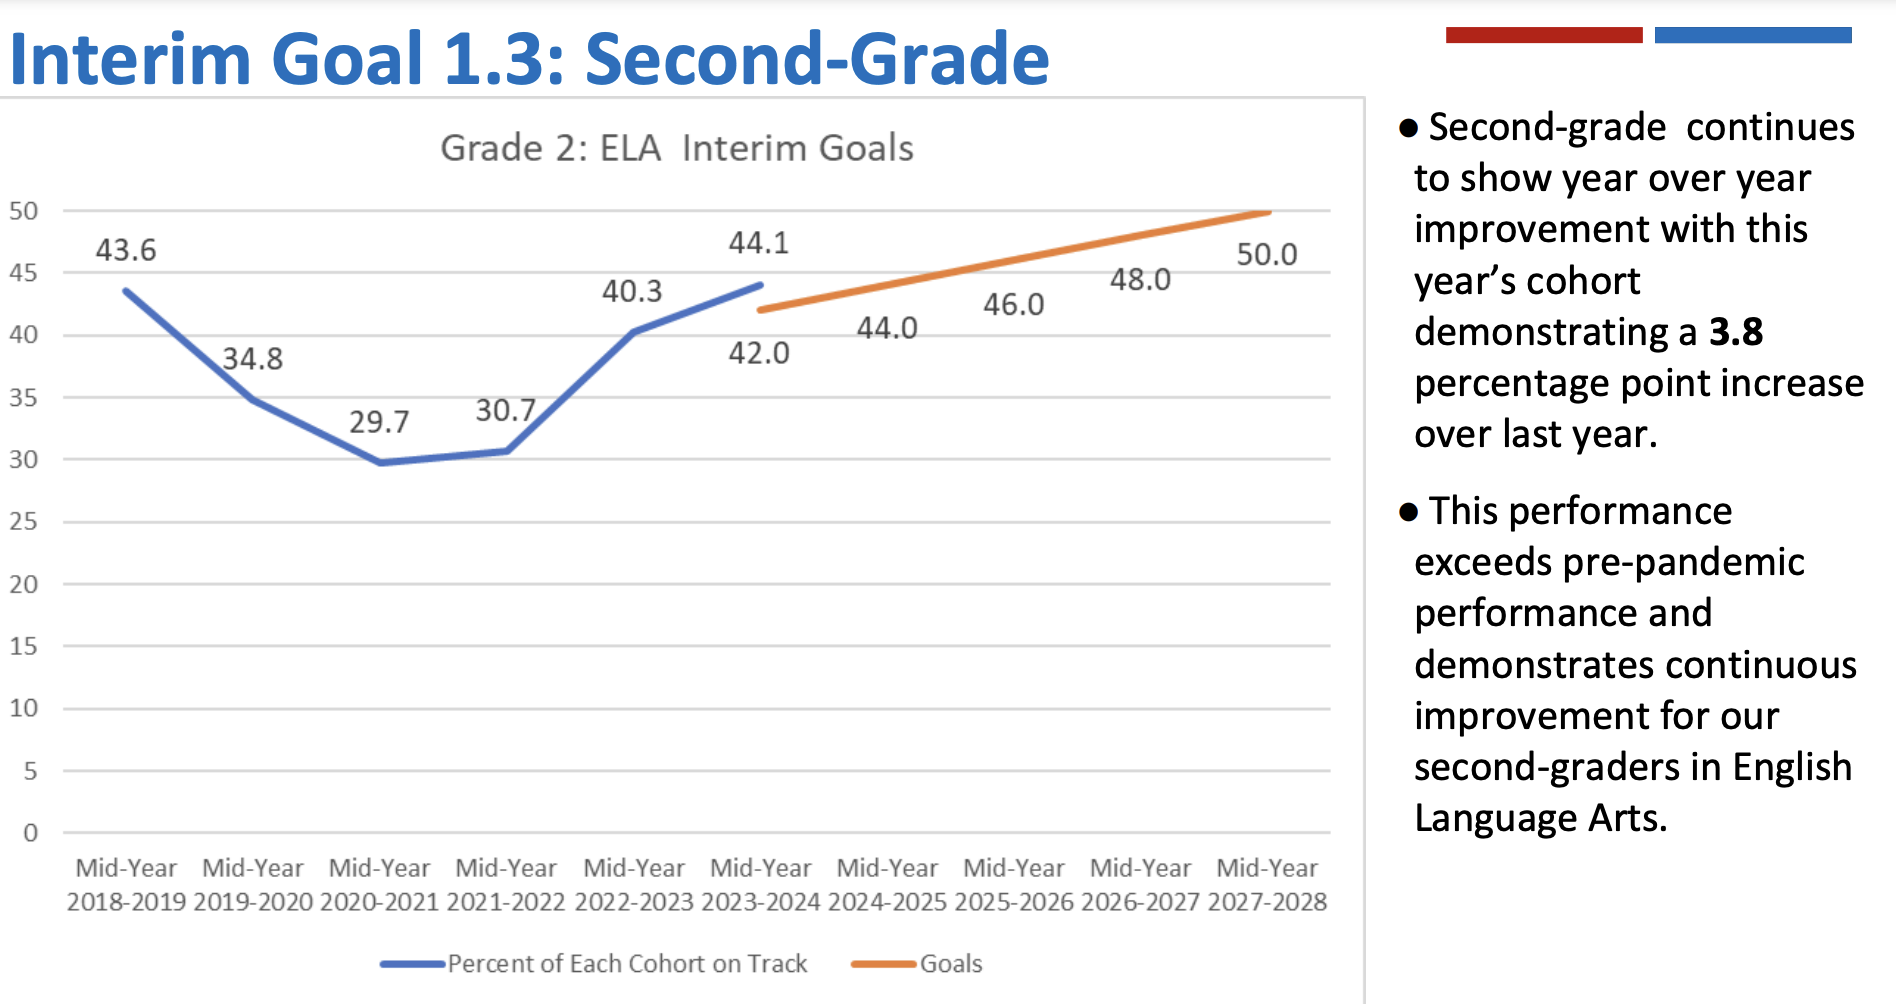 Interim Goal 1.3: Second-Grade
Grade 2: ELA  Interim Goals
50
45
40
35
30
25
20
15
10
5
0
43.6
34.8
29.7
30.7
40.3
44.1
42.0
44.0
46.0
48.0
50.0
Mid-Year Mid-Year Mid-Year Mid-Year Mid-Year Mid-Year Mid-Year Mid-Year Mid-Year Mid-Year
2018-2019 2019-2020 2020-2021 2021-2022 2022-2023 2023-2024 2024-2025 2025-2026 2026-2027 2027-2028
Percent of Each Cohort on Track
Goals
● Second-grade  continues
to show year over year
improvement with this
year’s cohort
demonstrating a 3.8
percentage point increase
over last year.
● This performance
exceeds pre-pandemic
performance and
demonstrates continuous
improvement for our
second-graders in English
Language Arts.